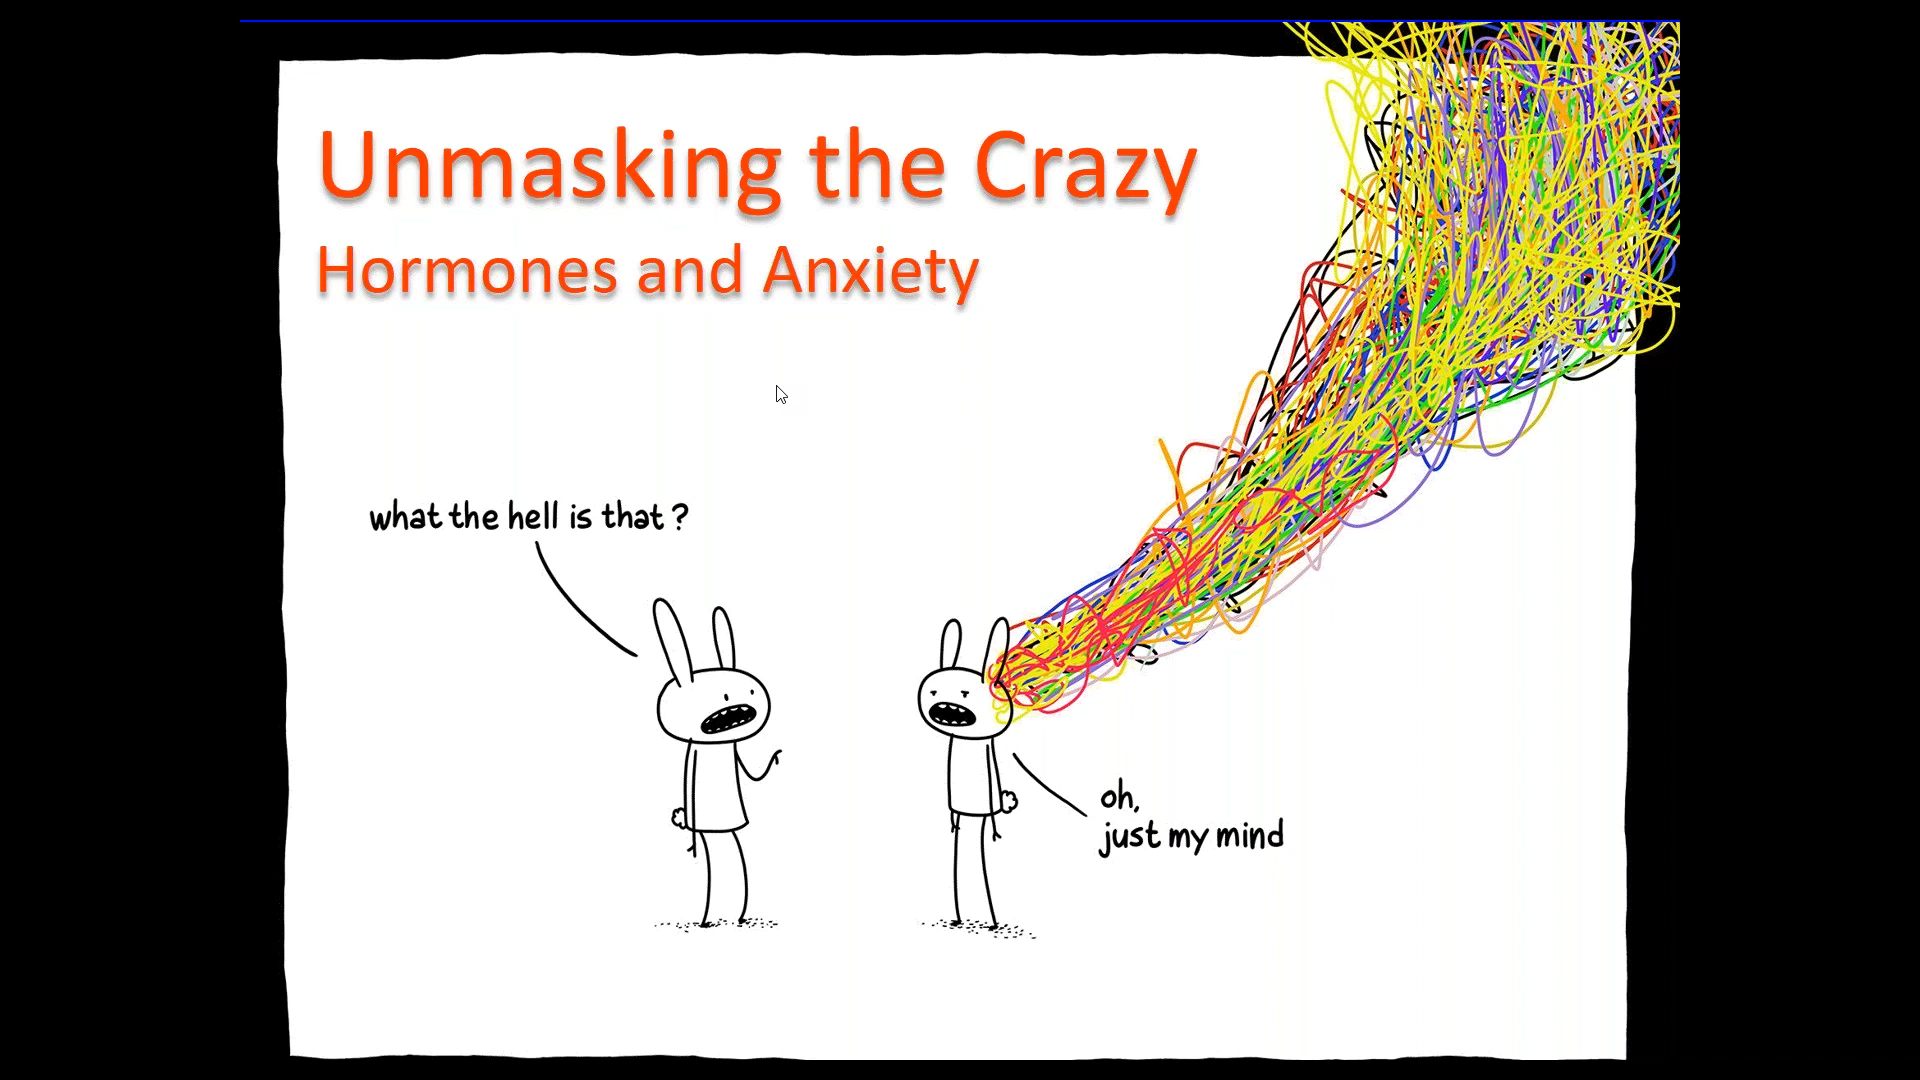 Unmasking the Crazy
Hormones and Anxiety
what the hell is that ?
oh,
just my mind